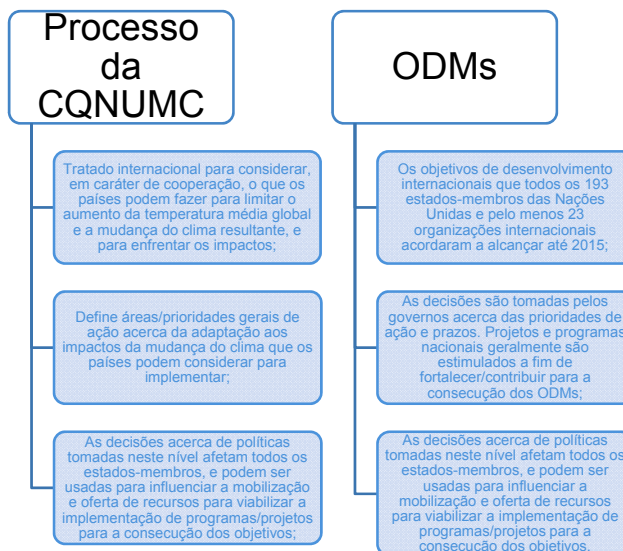 Processo
da
CQNUMC
Tratado internacional para considerar,
em caráter de cooperação, o que os
países podem fazer para limitar o
aumento da temperatura média global
e a mudança do clima resultante, e
para enfrentar os impactos;
Define áreas/prioridades gerais de
ação acerca da adaptação aos
impactos da mudança do clima que os
países podem considerar para
implementar;
As decisões acerca de políticas
tomadas neste nível afetam todos os
estados-membros, e podem ser
usadas para influenciar a mobilização
e oferta de recursos para viabilizar a
implementação de programas/projetos
para a consecução dos objetivos;
ODMs
Os objetivos de desenvolvimento
internacionais que todos os 193
estados-membros das Nações
Unidas e pelo menos 23
organizações internacionais
acordaram a alcançar até 2015;
As decisões são tomadas pelos
governos acerca das prioridades de
ação e prazos. Projetos e programas
nacionais geralmente são
estimulados a fim de
fortalecer/contribuir para a
consecução dos ODMs;
As decisões acerca de políticas
tomadas neste nível afetam todos os
estados-membros, e podem ser
usadas para influenciar a
mobilização e oferta de recursos
para viabilizar a implementação de
programas/projetos para a
consecução dos objetivos.